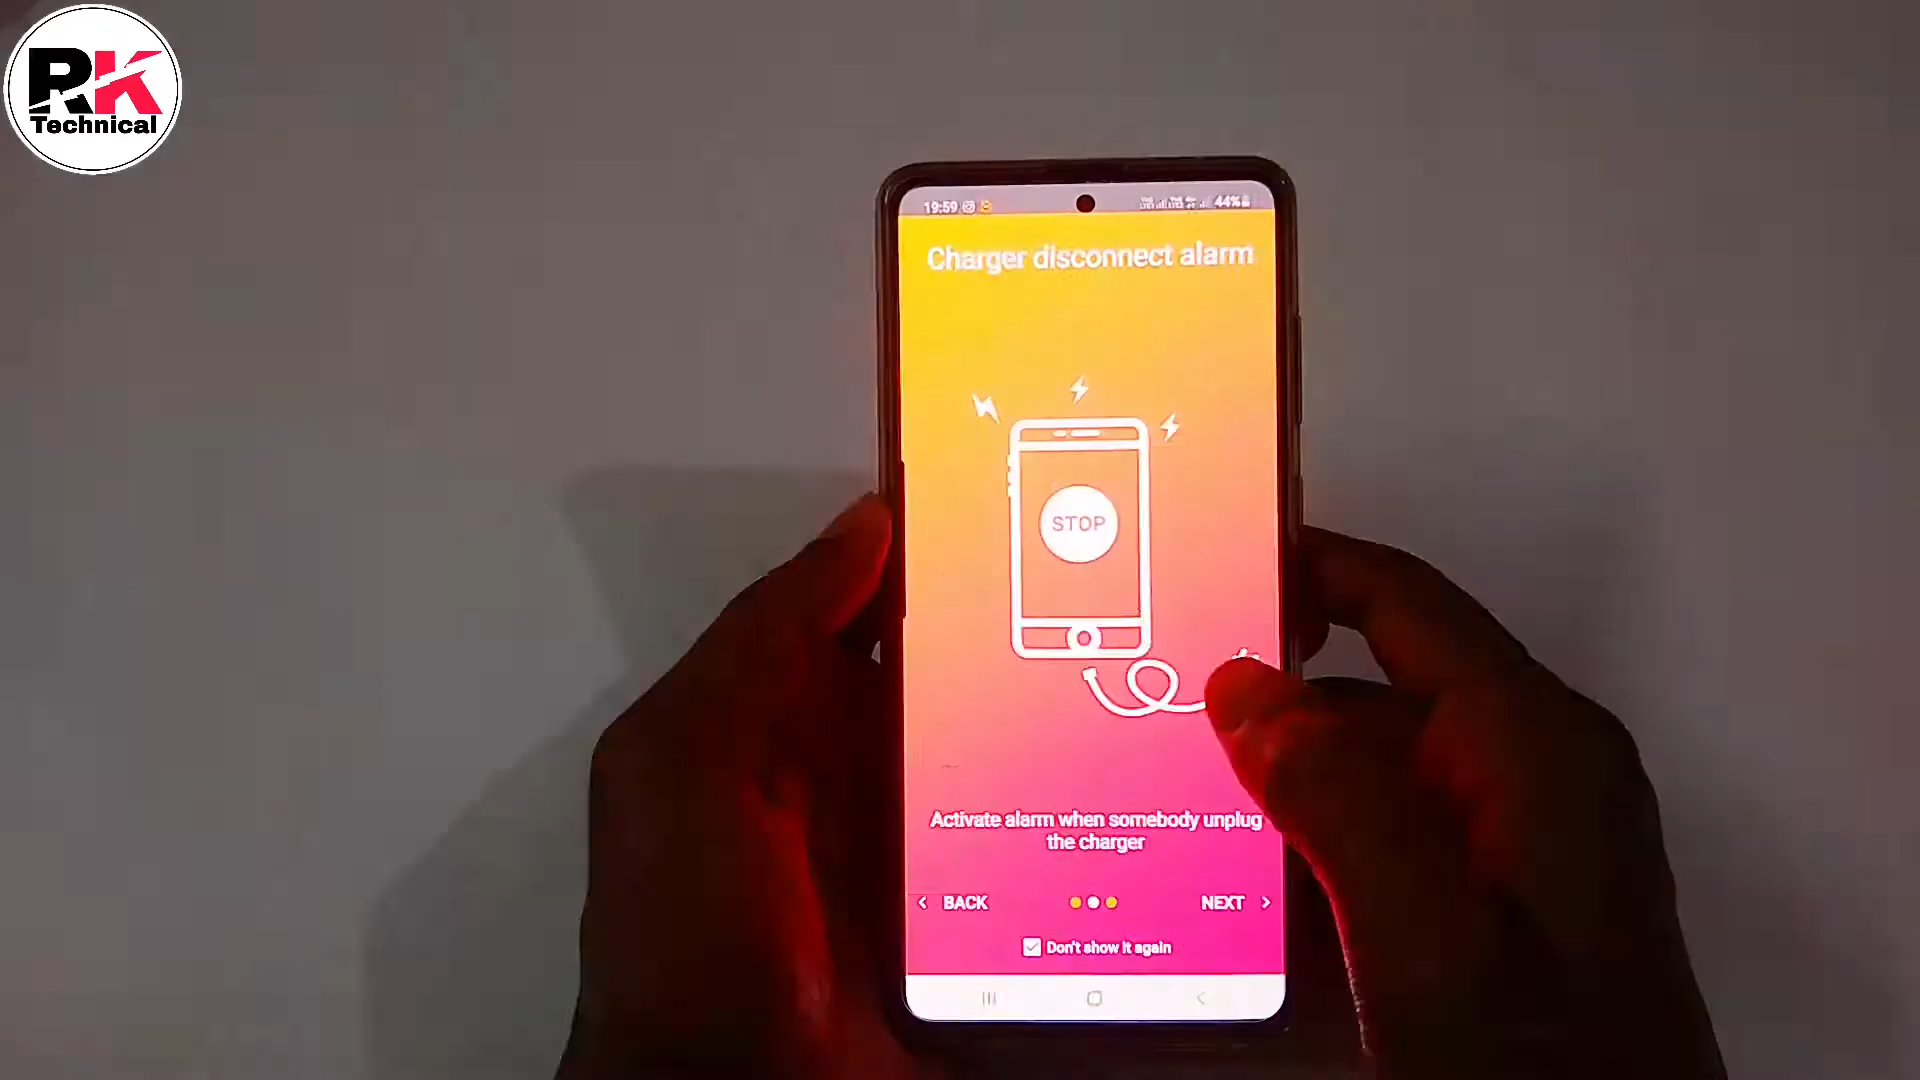 RK
Technical
19:59
44%
Charger disconnect alarm
STOP
Activate alarm when somebody unplug
the charger
BACK
NEXT
Don't show it again